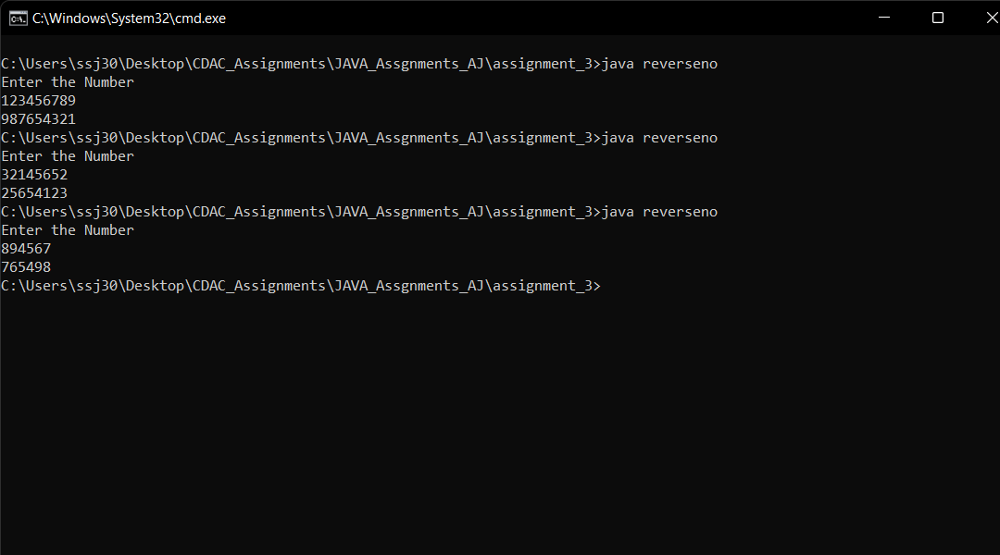 C:\Windows\System32\cmd.exe
C:\Users\ssj30\Desktop\CDAC_Assignments\JAVA_Assgnments_AJ\assignment_3>java reverseno
Enter the Number
123456789
987654321
C:\Users\ssj30\Desktop\CDAC_Assignments\JAVA_Assgnments_AJ\assignment_3>java reverseno
Enter the Number
32145652
25654123
C:\Users\ssj30\Desktop\CDAC_Assignments\JAVA_Assgnments_AJ\assignment_3>java reverseno
Enter the Number
894567
765498
C:\Users\ssj30\Desktop\CDAC_Assignments\JAVA_Assgnments_AJ\assignment_3>